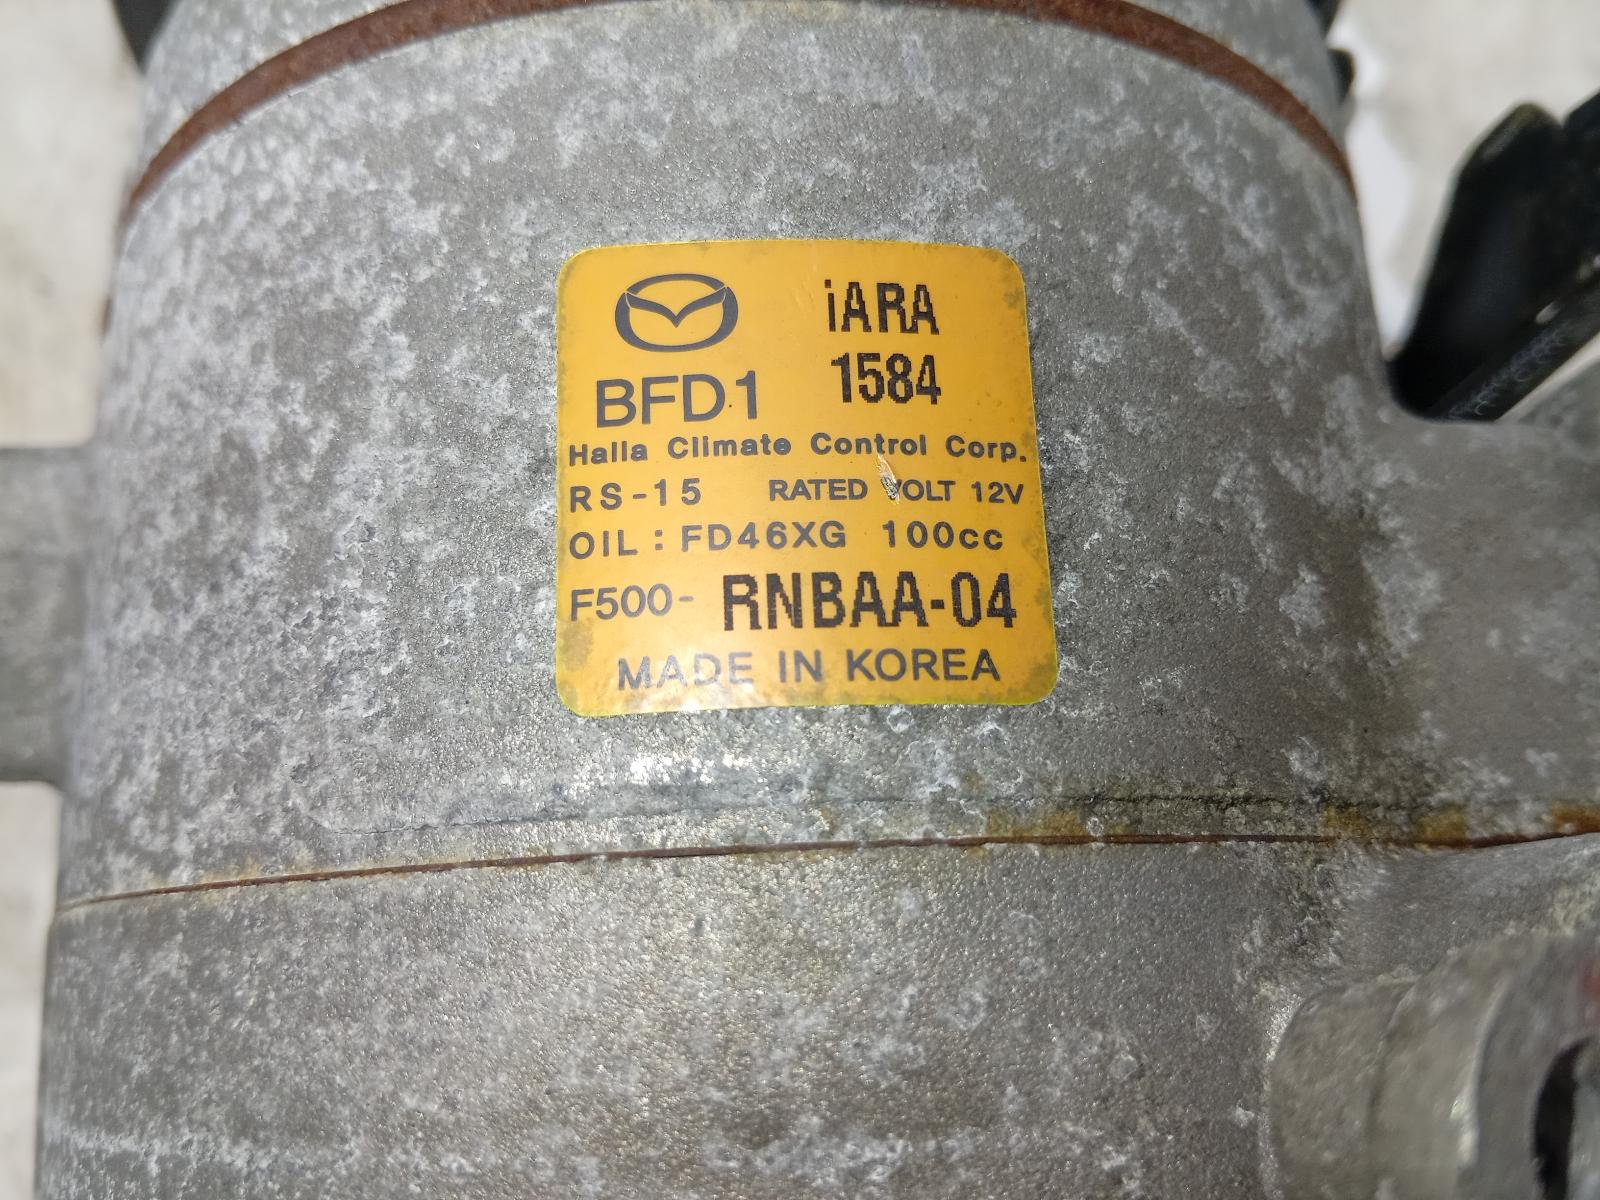 iARA
BFD1 1584
Halla Climate Control Corp.
RS-15 RATED VOLT 12V
OIL: FD46XG 100cc
F500- RNBAA-04
MADE IN KOREA